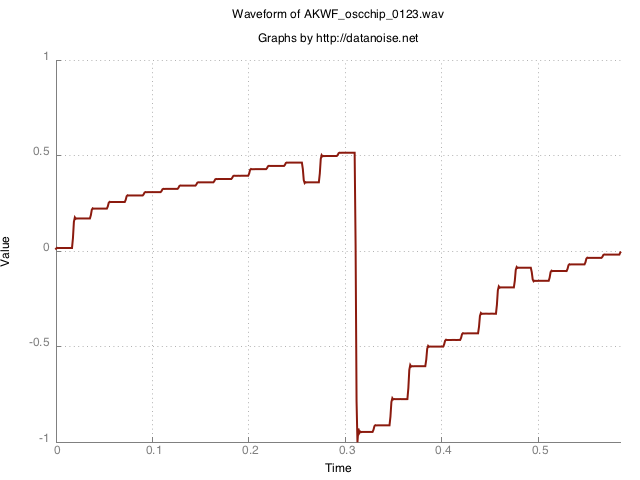 Waveform of AKWF_oscchip_0123.wav
Graphs by http://datanoise.net
1
0.5
0
-0.5
-1
Value
0 0.1 0.2 0.3 0.4 0.5
Time